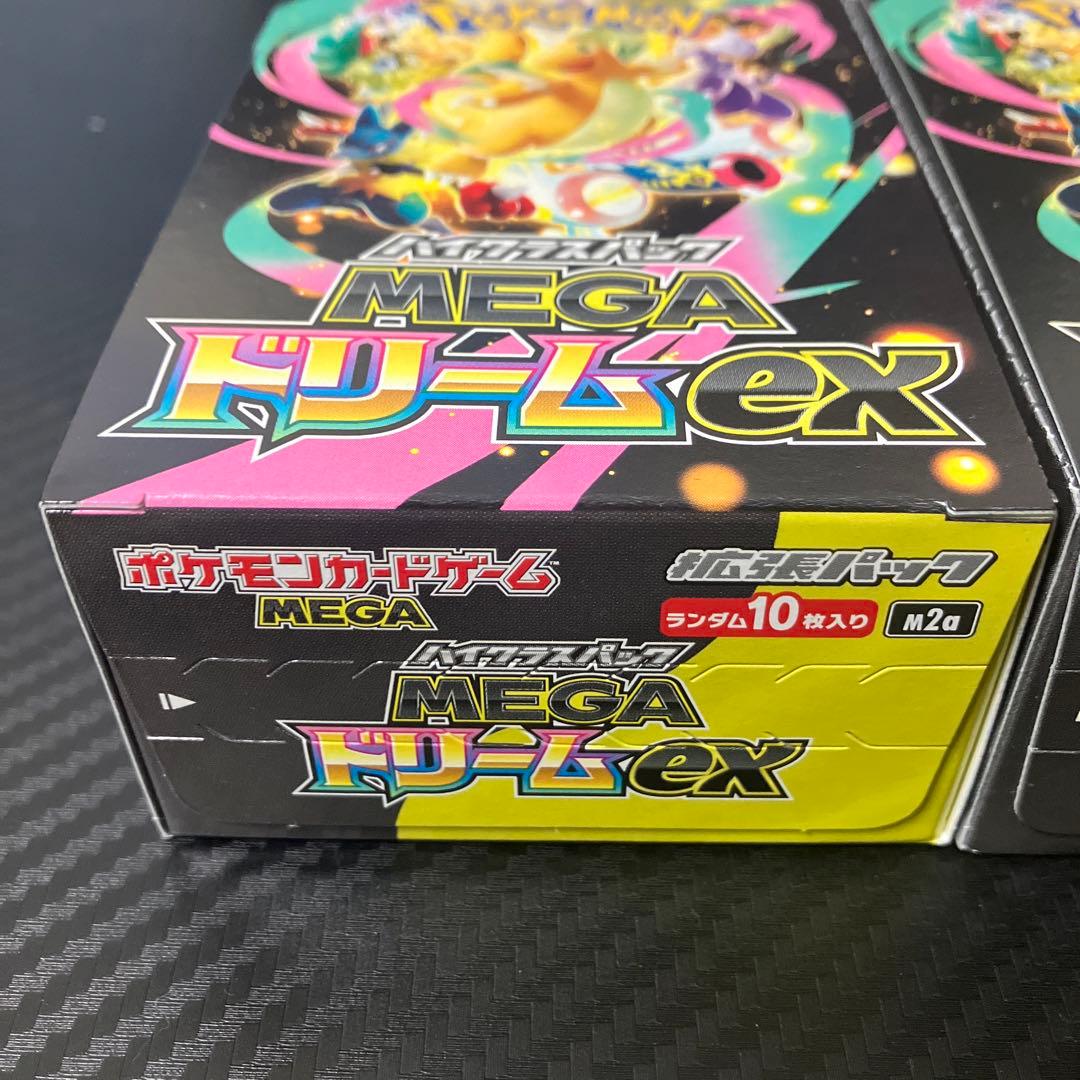 ハイクラスパック
MEGA
ドリームex
ポケモンカードゲーム™
MEGA
拡張パック
ランダム10枚入り
M2a
ハイクラスパック
MEGA
ドリームex